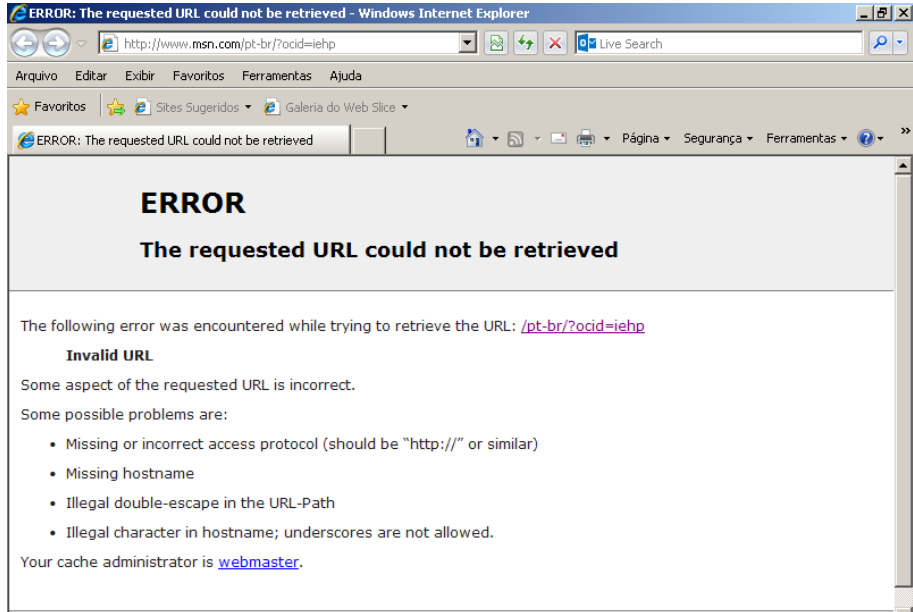 ERROR: The requested URL could not be retrieved - Windows Internet Explorer
http://www.msn.com/pt-br/?ocid=iehp
Live Search
Arquivo Editar Exibir Favoritos Ferramentas Ajuda
Favoritos Sites Sugeridos Galeria do Web Slice
ERROR: The requested URL could not be retrieved Página Segurança Ferramentas »
ERROR
The requested URL could not be retrieved
The following error was encountered while trying to retrieve the URL: /pt-br/?ocid=iehp
Invalid URL
Some aspect of the requested URL is incorrect.
Some possible problems are:
• Missing or incorrect access protocol (should be “http://” or similar)
• Missing hostname
• Illegal double-escape in the URL-Path
• Illegal character in hostname; underscores are not allowed.
Your cache administrator is webmaster.